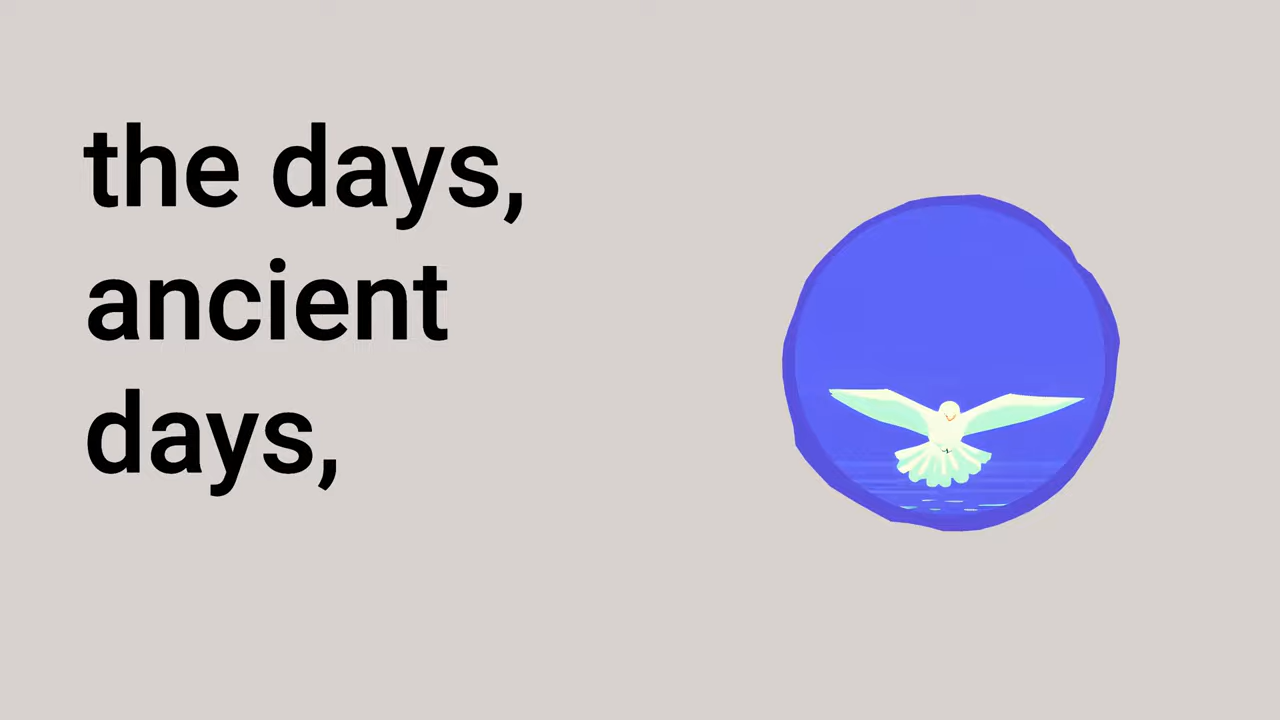 the days,
ancient
days,